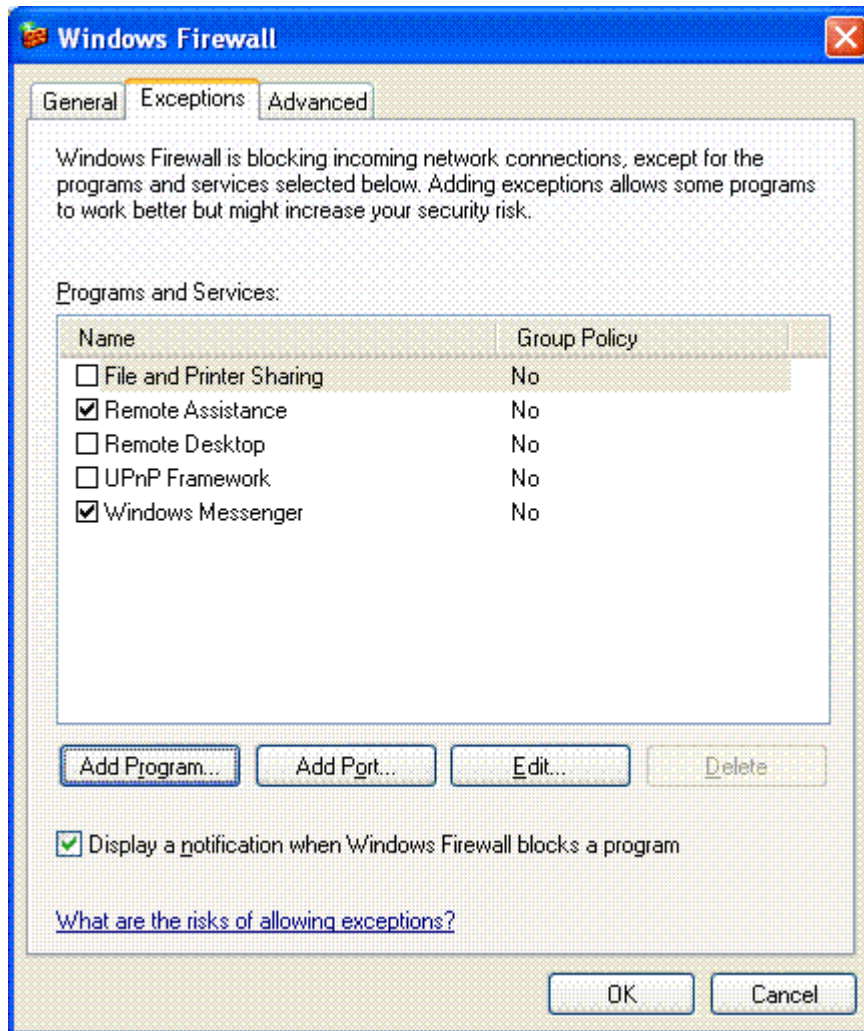 Windows Firewall
General Exceptions Advanced
Windows Firewall is blocking incoming network connections, except for the
programs and services selected below. Adding exceptions allows some programs
to work better but might increase your security risk.
Programs and Services:
Name Group Policy
File and Printer Sharing No
Remote Assistance No
Remote Desktop No
UPnP Framework No
Windows Messenger No
Add Program... Add Port... Edit... Delete
Display a notification when Windows Firewall blocks a program
What are the risks of allowing exceptions?
OK Cancel